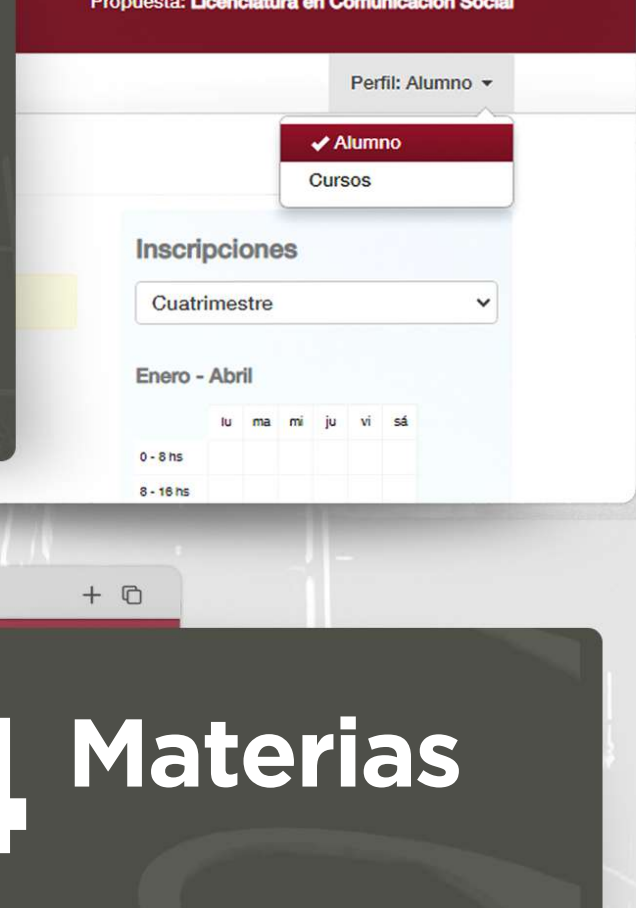 Propuesta: Licenciatura en Comunicación Social
Perfil: Alumno
Alumno
Cursos
Inscripciones
Cuatrimestre
Enero - Abril
lu ma mi ju vi sá
0 - 8 hs
8 - 16 hs
4 Materias